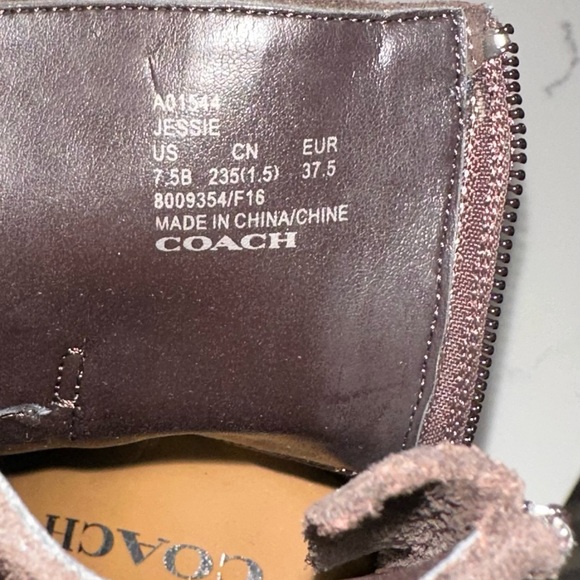 A01544
JESSIE
US CN EUR
7.5B 235(1.5) 37.5
8009354/F16
MADE IN CHINA/CHINE
COACH
COACH